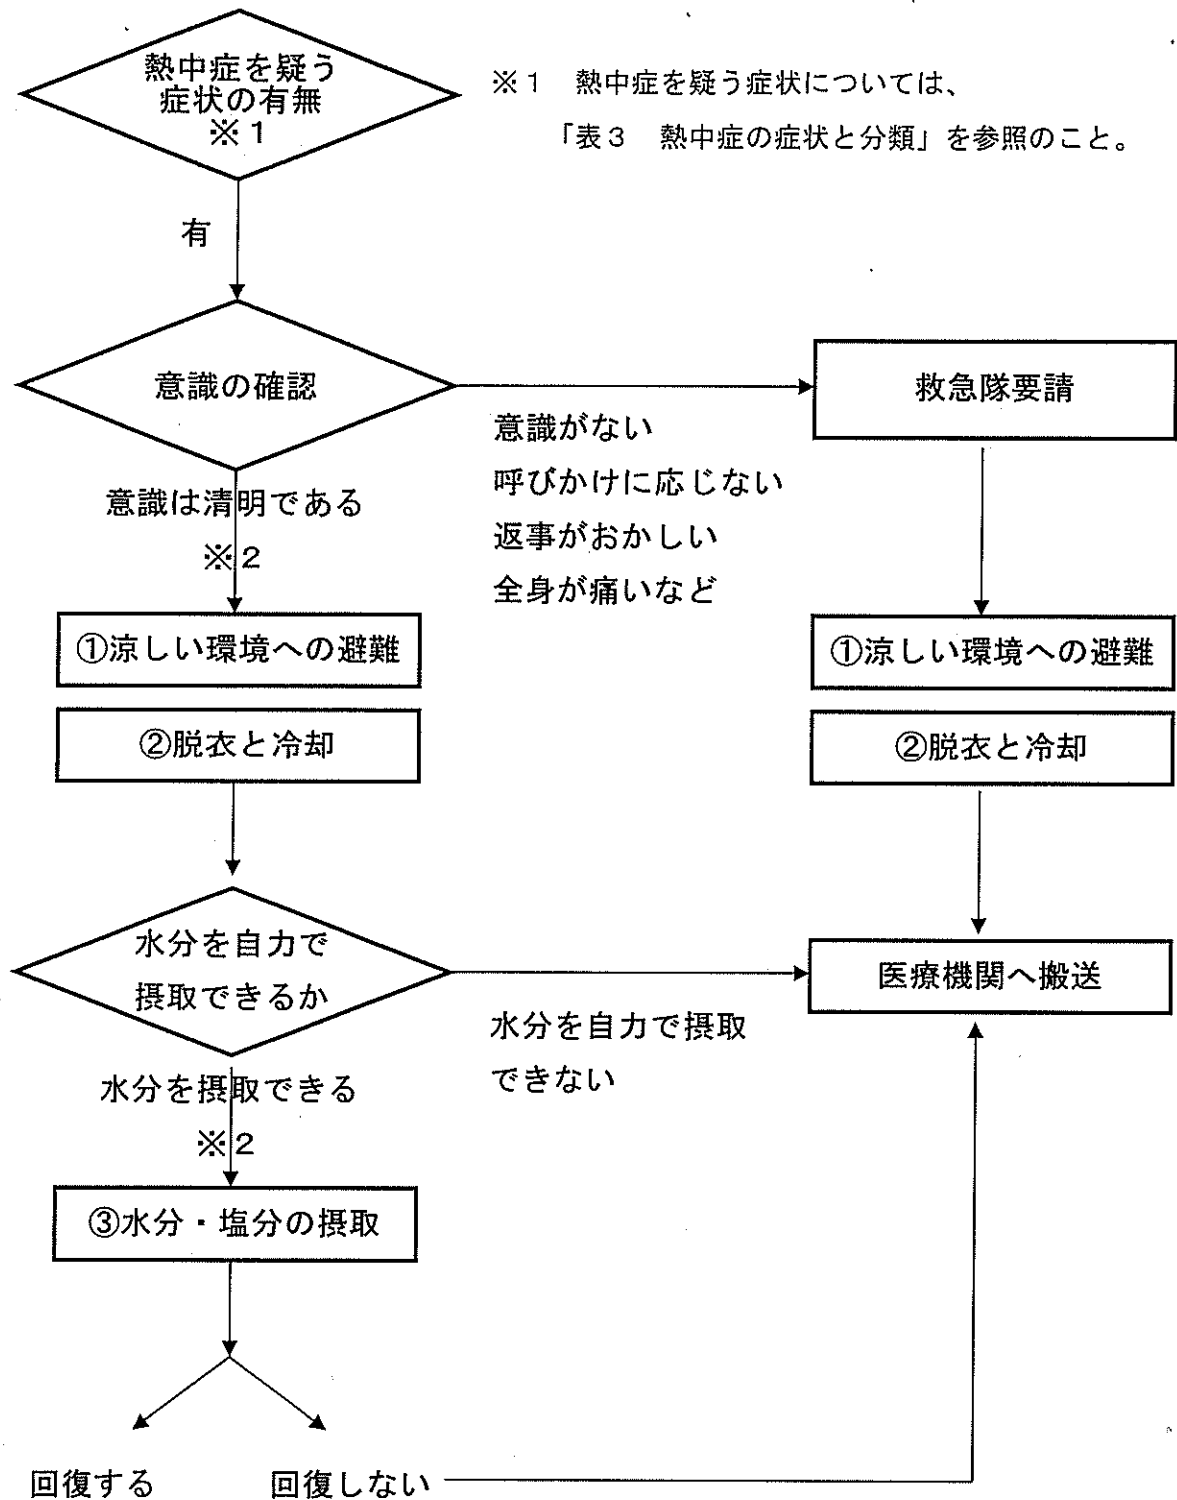 熱中症を疑う
症状の有無
※１
※１　熱中症を疑う症状については、
「表３　熱中症の症状と分類」を参照のこと。
有
意識の確認
救急隊要請
意識がない
呼びかけに応じない
返事がおかしい
全身が痛いなど
意識は清明である
※２
①涼しい環境への避難
①涼しい環境への避難
②脱衣と冷却
②脱衣と冷却
水分を自力で
摂取できるか
医療機関へ搬送
水分を自力で摂取
できない
水分を摂取できる
※２
③水分・塩分の摂取
回復する
回復しない